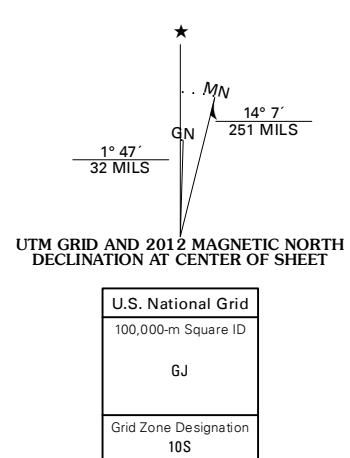 ★
MN
GN
14° 7´
251 MILS
1° 47´
32 MILS
UTM GRID AND 2012 MAGNETIC NORTH
DECLINATION AT CENTER OF SHEET
U.S. National Grid
100,000-m Square ID
GJ
Grid Zone Designation
10S